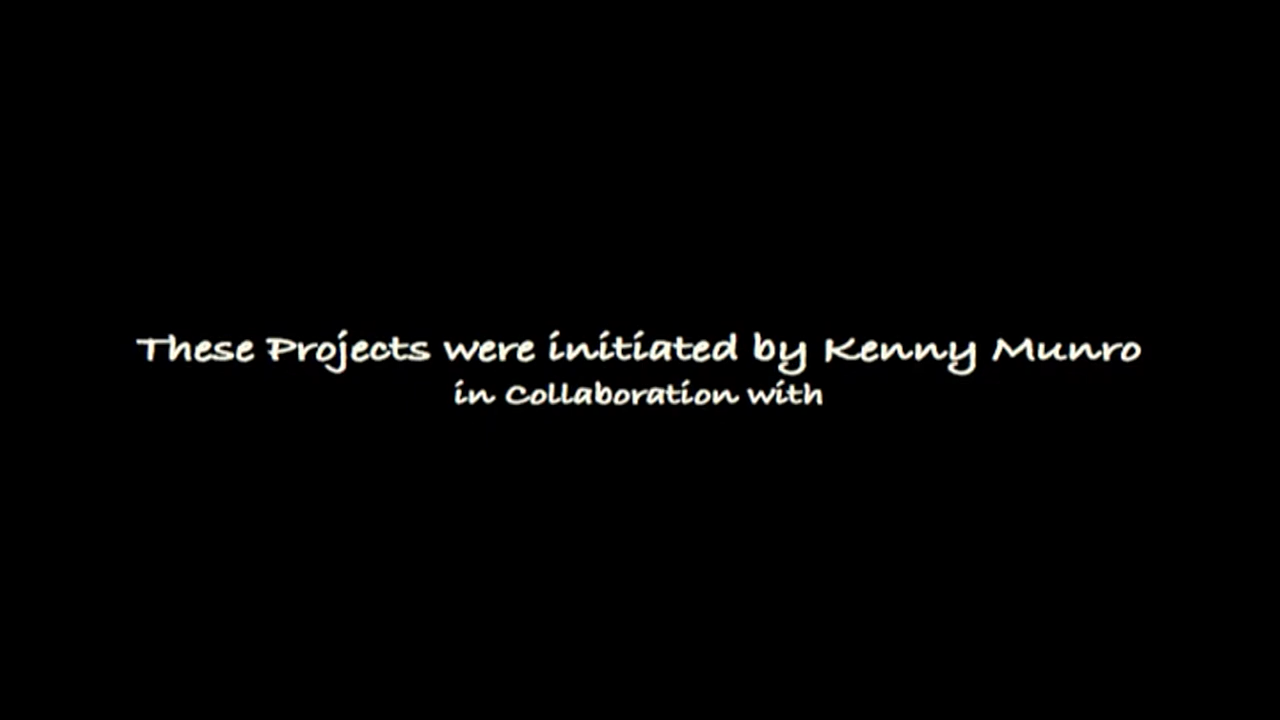 These Projects were initiated by Kenny Munro
in Collaboration with